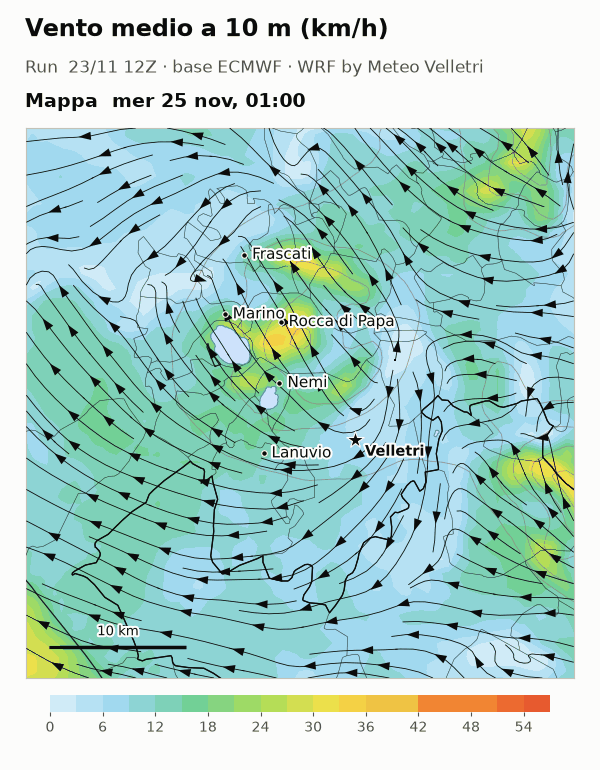 Vento medio a 10 m (km/h)
Run 23/11 12Z · base ECMWF · WRF by Meteo Velletri
Mappa mer 25 nov, 01:00
Frascati
Marino
Rocca di Papa
Nemi
Velletri
Lanuvio
10 km
0 6 12 18 24 30 36 42 48 54